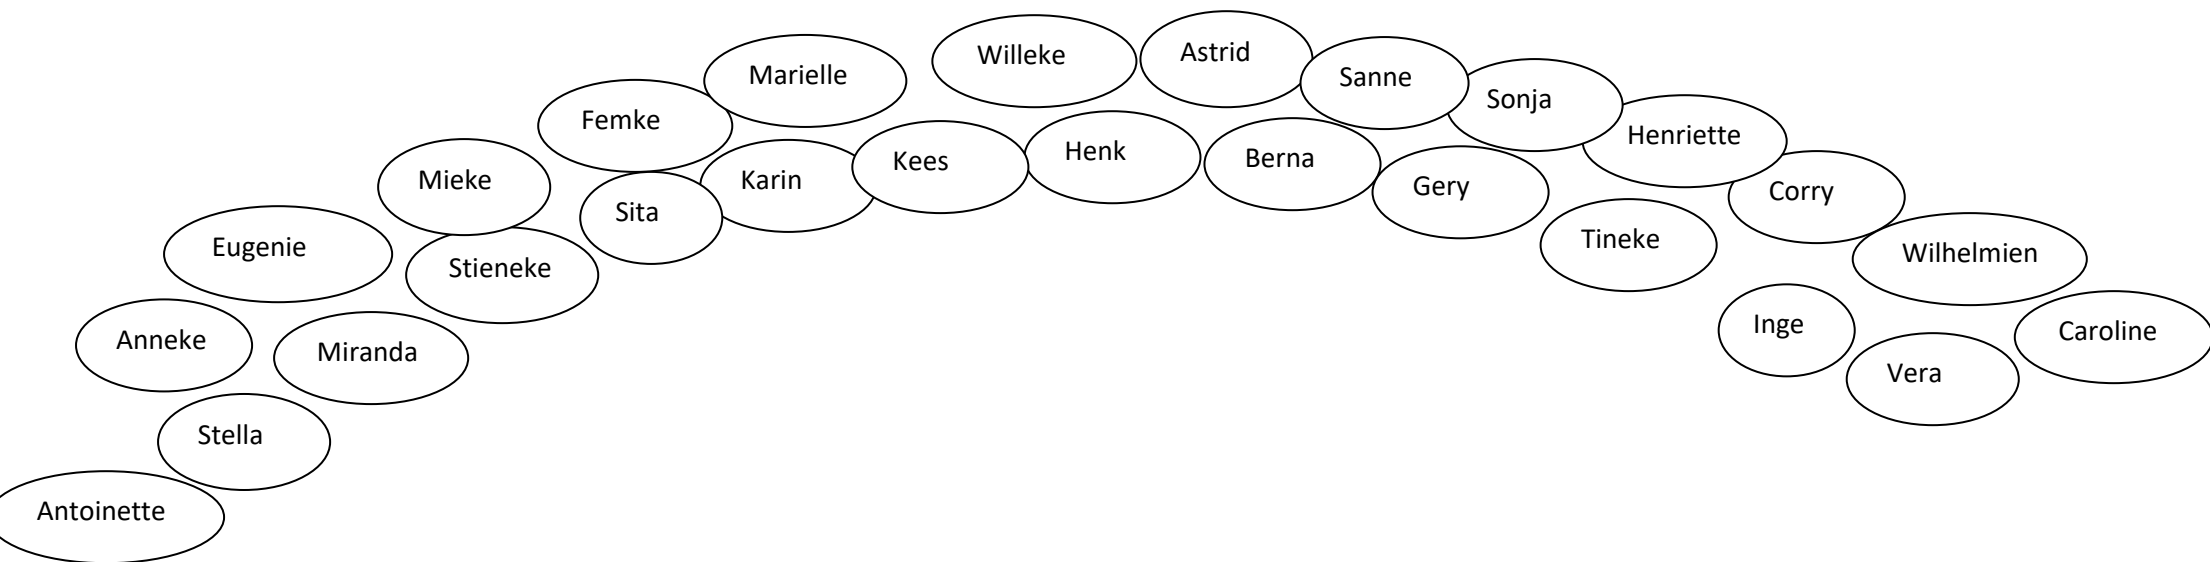 Willeke
Astrid
Marielle
Sanne
Sonja
Femke
Henriette
Henk
Berna
Kees
Mieke
Karin
Gery
Corry
Sita
Tineke
Eugenie
Wilhelmien
Stieneke
Inge
Caroline
Anneke
Miranda
Vera
Stella
Antoinette